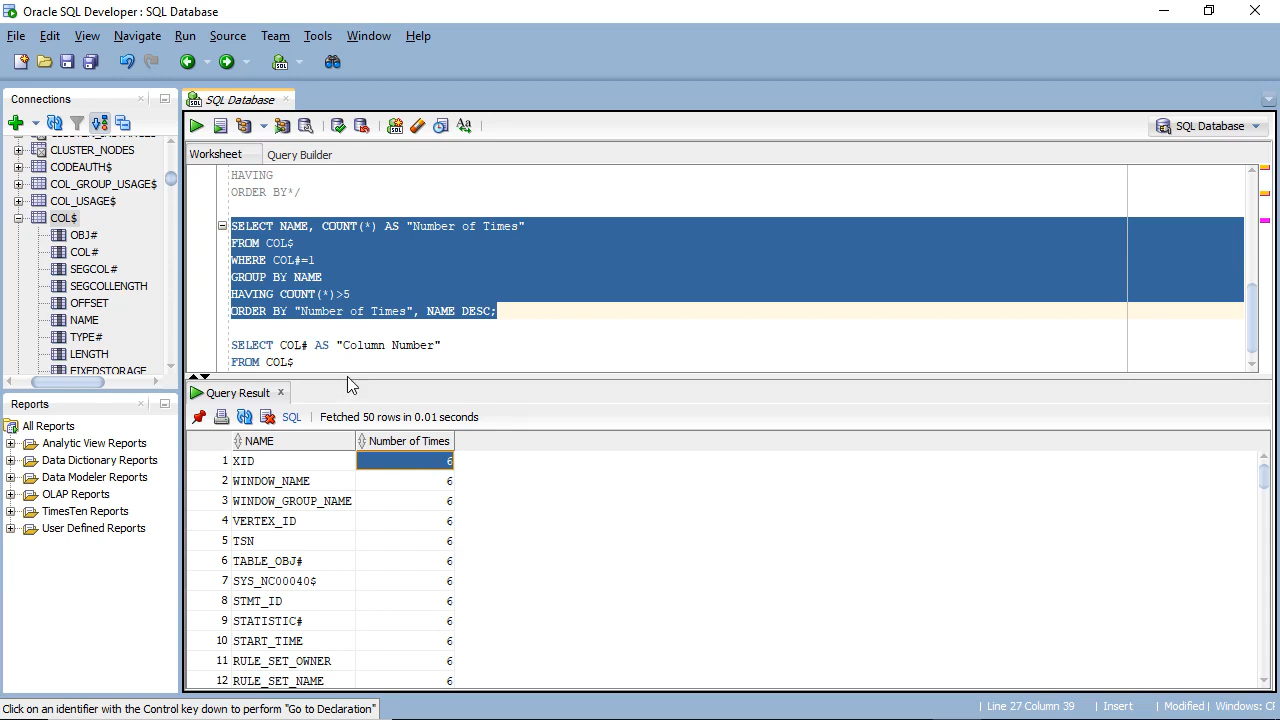 Oracle SQL Developer : SQL Database
File Edit View Navigate Run Source Team Tools Window Help
Connections
CLUSTER_NODES
CODEAUTH$
COL_GROUP_USAGE$
COL_USAGE$
COL$
OBJ#
COL#
SEGCOL#
SEGCOLLENGTH
OFFSET
NAME
TYPE#
LENGTH
FIXEDSTORAGE
Reports
All Reports
Analytic View Reports
Data Dictionary Reports
Data Modeler Reports
OLAP Reports
TimesTen Reports
User Defined Reports
SQL Database
SQL Database
Worksheet Query Builder
HAVING
ORDER BY*/
SELECT NAME, COUNT(*) AS "Number of Times"
FROM COL$
WHERE COL#=1
GROUP BY NAME
HAVING COUNT(*)>5
ORDER BY "Number of Times", NAME DESC;
SELECT COL# AS "Column Number"
FROM COL$
Query Result
SQL Fetched 50 rows in 0.01 seconds
NAME Number of Times
1 XID 6
2 WINDOW_NAME 6
3 WINDOW_GROUP_NAME 6
4 VERTEX_ID 6
5 TSN 6
6 TABLE_OBJ# 6
7 SYS_NC00040$ 6
8 STMT_ID 6
9 STATISTIC# 6
10 START_TIME 6
11 RULE_SET_OWNER 6
12 RULE_SET_NAME 6
Click on an identifier with the Control key down to perform "Go to Declaration"
Line 27 Column 39 Insert Modified Windows: